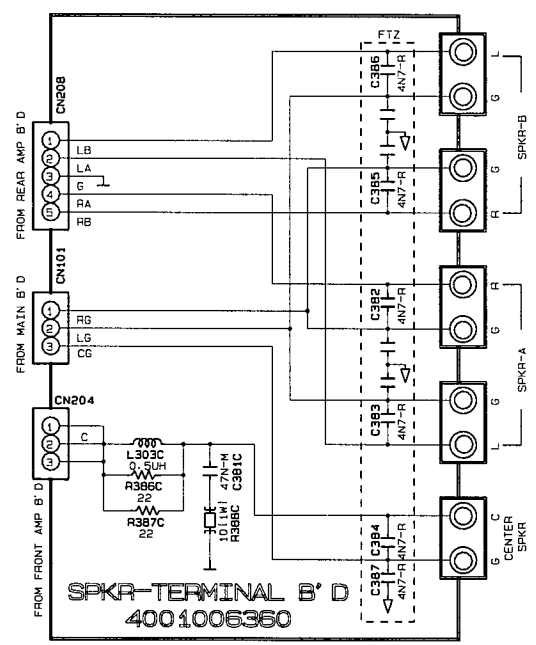 FTZ
CN208
FROM REAR AMP B'D
1
2
3
4
5
LB
LA
G
RA
RB
C386
4N7-R
C385
4N7-R
L
G
G
R
SPKR-B
CN101
FROM MAIN B'D
1
2
3
RG
LG
CG
C382
4N7-R
C383
4N7-R
R
G
G
L
SPKR-A
CN204
FROM FRONT AMP B'D
1
2
3
C
L303C
0.5UH
R386C
22
R387C
22
47N-M
C381C
10(1W)
R388C
C384
4N7-R
C387
4N7-R
C
G
CENTER
SPKR
SPKR-TERMINAL B'D
4001006360